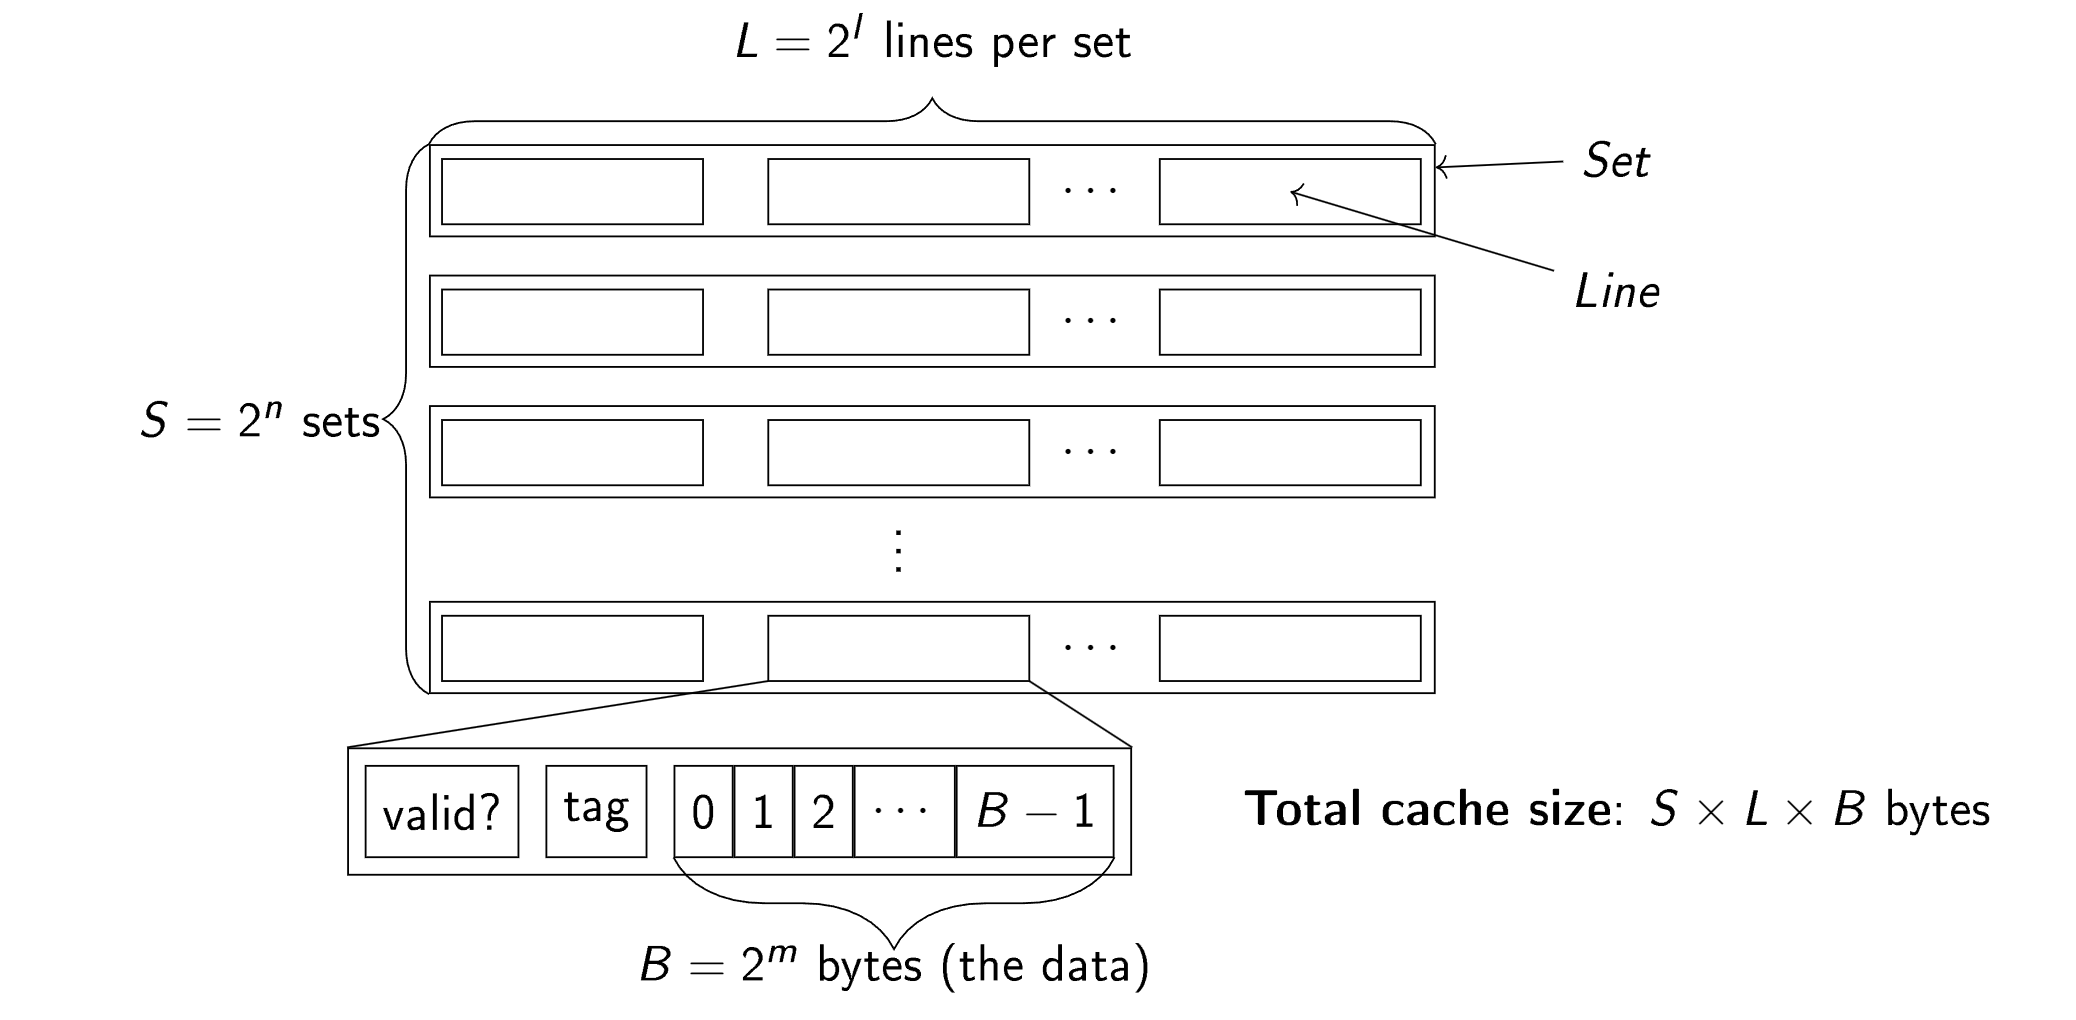 L = 2^l lines per set
Set
Line
...
...
...
...
S = 2^n sets
⋮
valid? tag 0 1 2 ... B − 1
Total cache size: S × L × B bytes
B = 2^m bytes (the data)